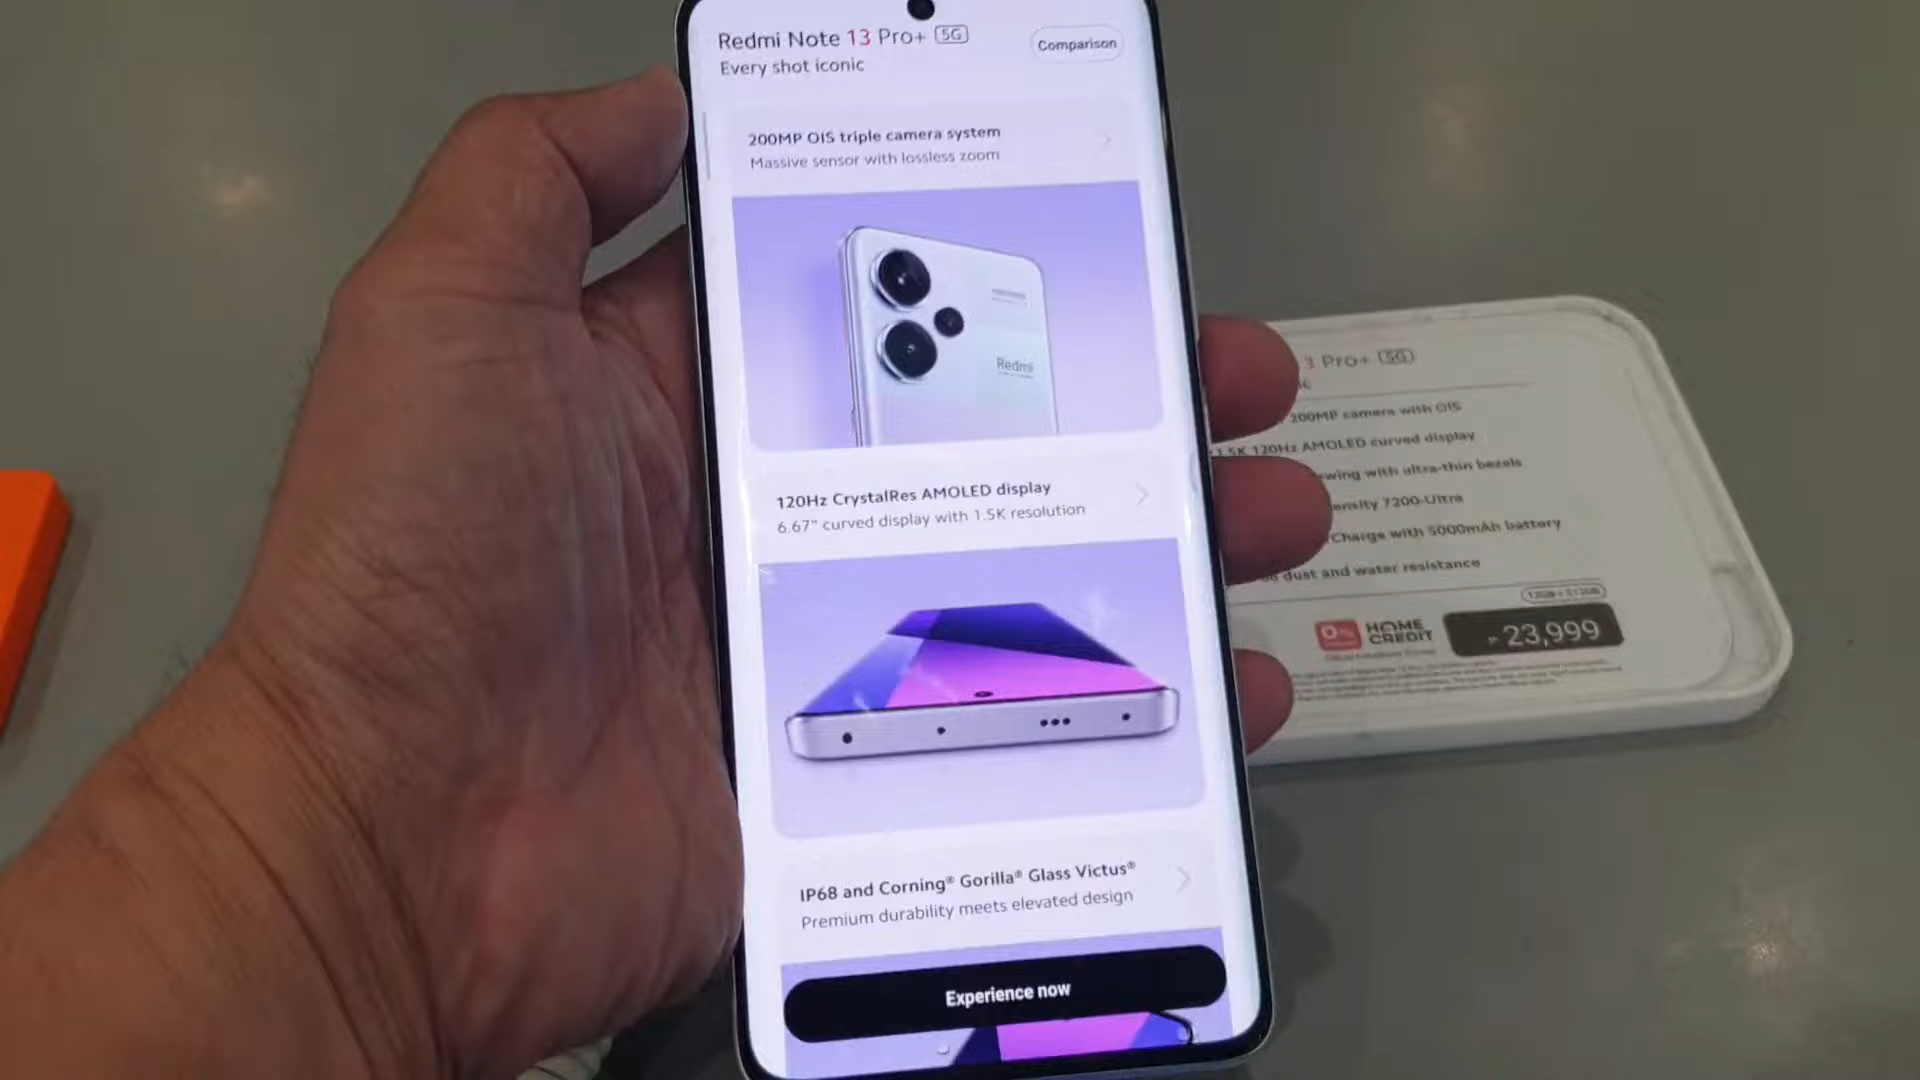 Redmi Note 13 Pro+ 5G
Comparison
Every shot iconic
200MP OIS triple camera system
Massive sensor with lossless zoom
Redmi
120Hz CrystalRes AMOLED display
6.67" curved display with 1.5K resolution
IP68 and Corning® Gorilla® Glass Victus®
Premium durability meets elevated design
Experience now
3 Pro+ 5G
200MP camera with OIS
1.5K 120Hz AMOLED curved display
with ultra-thin bezels
7200-Ultra
Charge with 5000mAh battery
dust and water resistance
12GB + 512GB
0% HOME
CREDIT
₱23,999